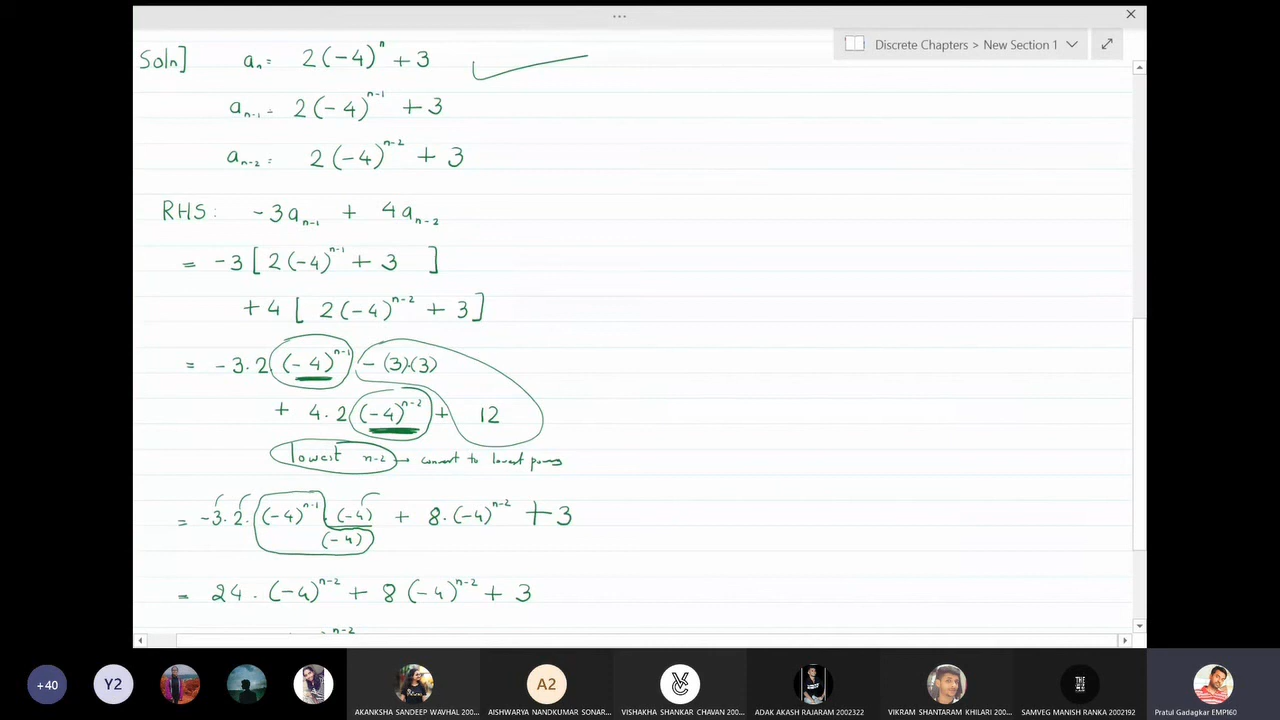 Discrete Chapters > New Section 1
Soln] aₙ = 2(-4)ⁿ + 3
aₙ₋₁ = 2(-4)ⁿ⁻¹ + 3
aₙ₋₂ = 2(-4)ⁿ⁻² + 3
RHS: -3aₙ₋₁ + 4aₙ₋₂
= -3[2(-4)ⁿ⁻¹ + 3 ]
+4[ 2(-4)ⁿ⁻² + 3]
= -3.2.(-4)ⁿ⁻¹ - (3).(3)
+ 4.2(-4)ⁿ⁻² + 12
lowest n-2 → convert to lowest
= -3.2.(-4)ⁿ⁻¹.(-4) + 8.(-4)ⁿ⁻² + 3
(-4)
= 24.(-4)ⁿ⁻² + 8(-4)ⁿ⁻² + 3
n-2
+40
Y2
AKANKSHA SANDEEP WAVHAL 200...
A2
AISHWARYA NANDKUMAR SONAR...
VISHAKHA SHANKAR CHAVAN 200...
ADAK AKASH RAJARAM 2002322
VIKRAM SHANTARAM KHILARI 200...
SAMVEG MANISH RANKA 2002192
Pratul Gadagkar EMP160